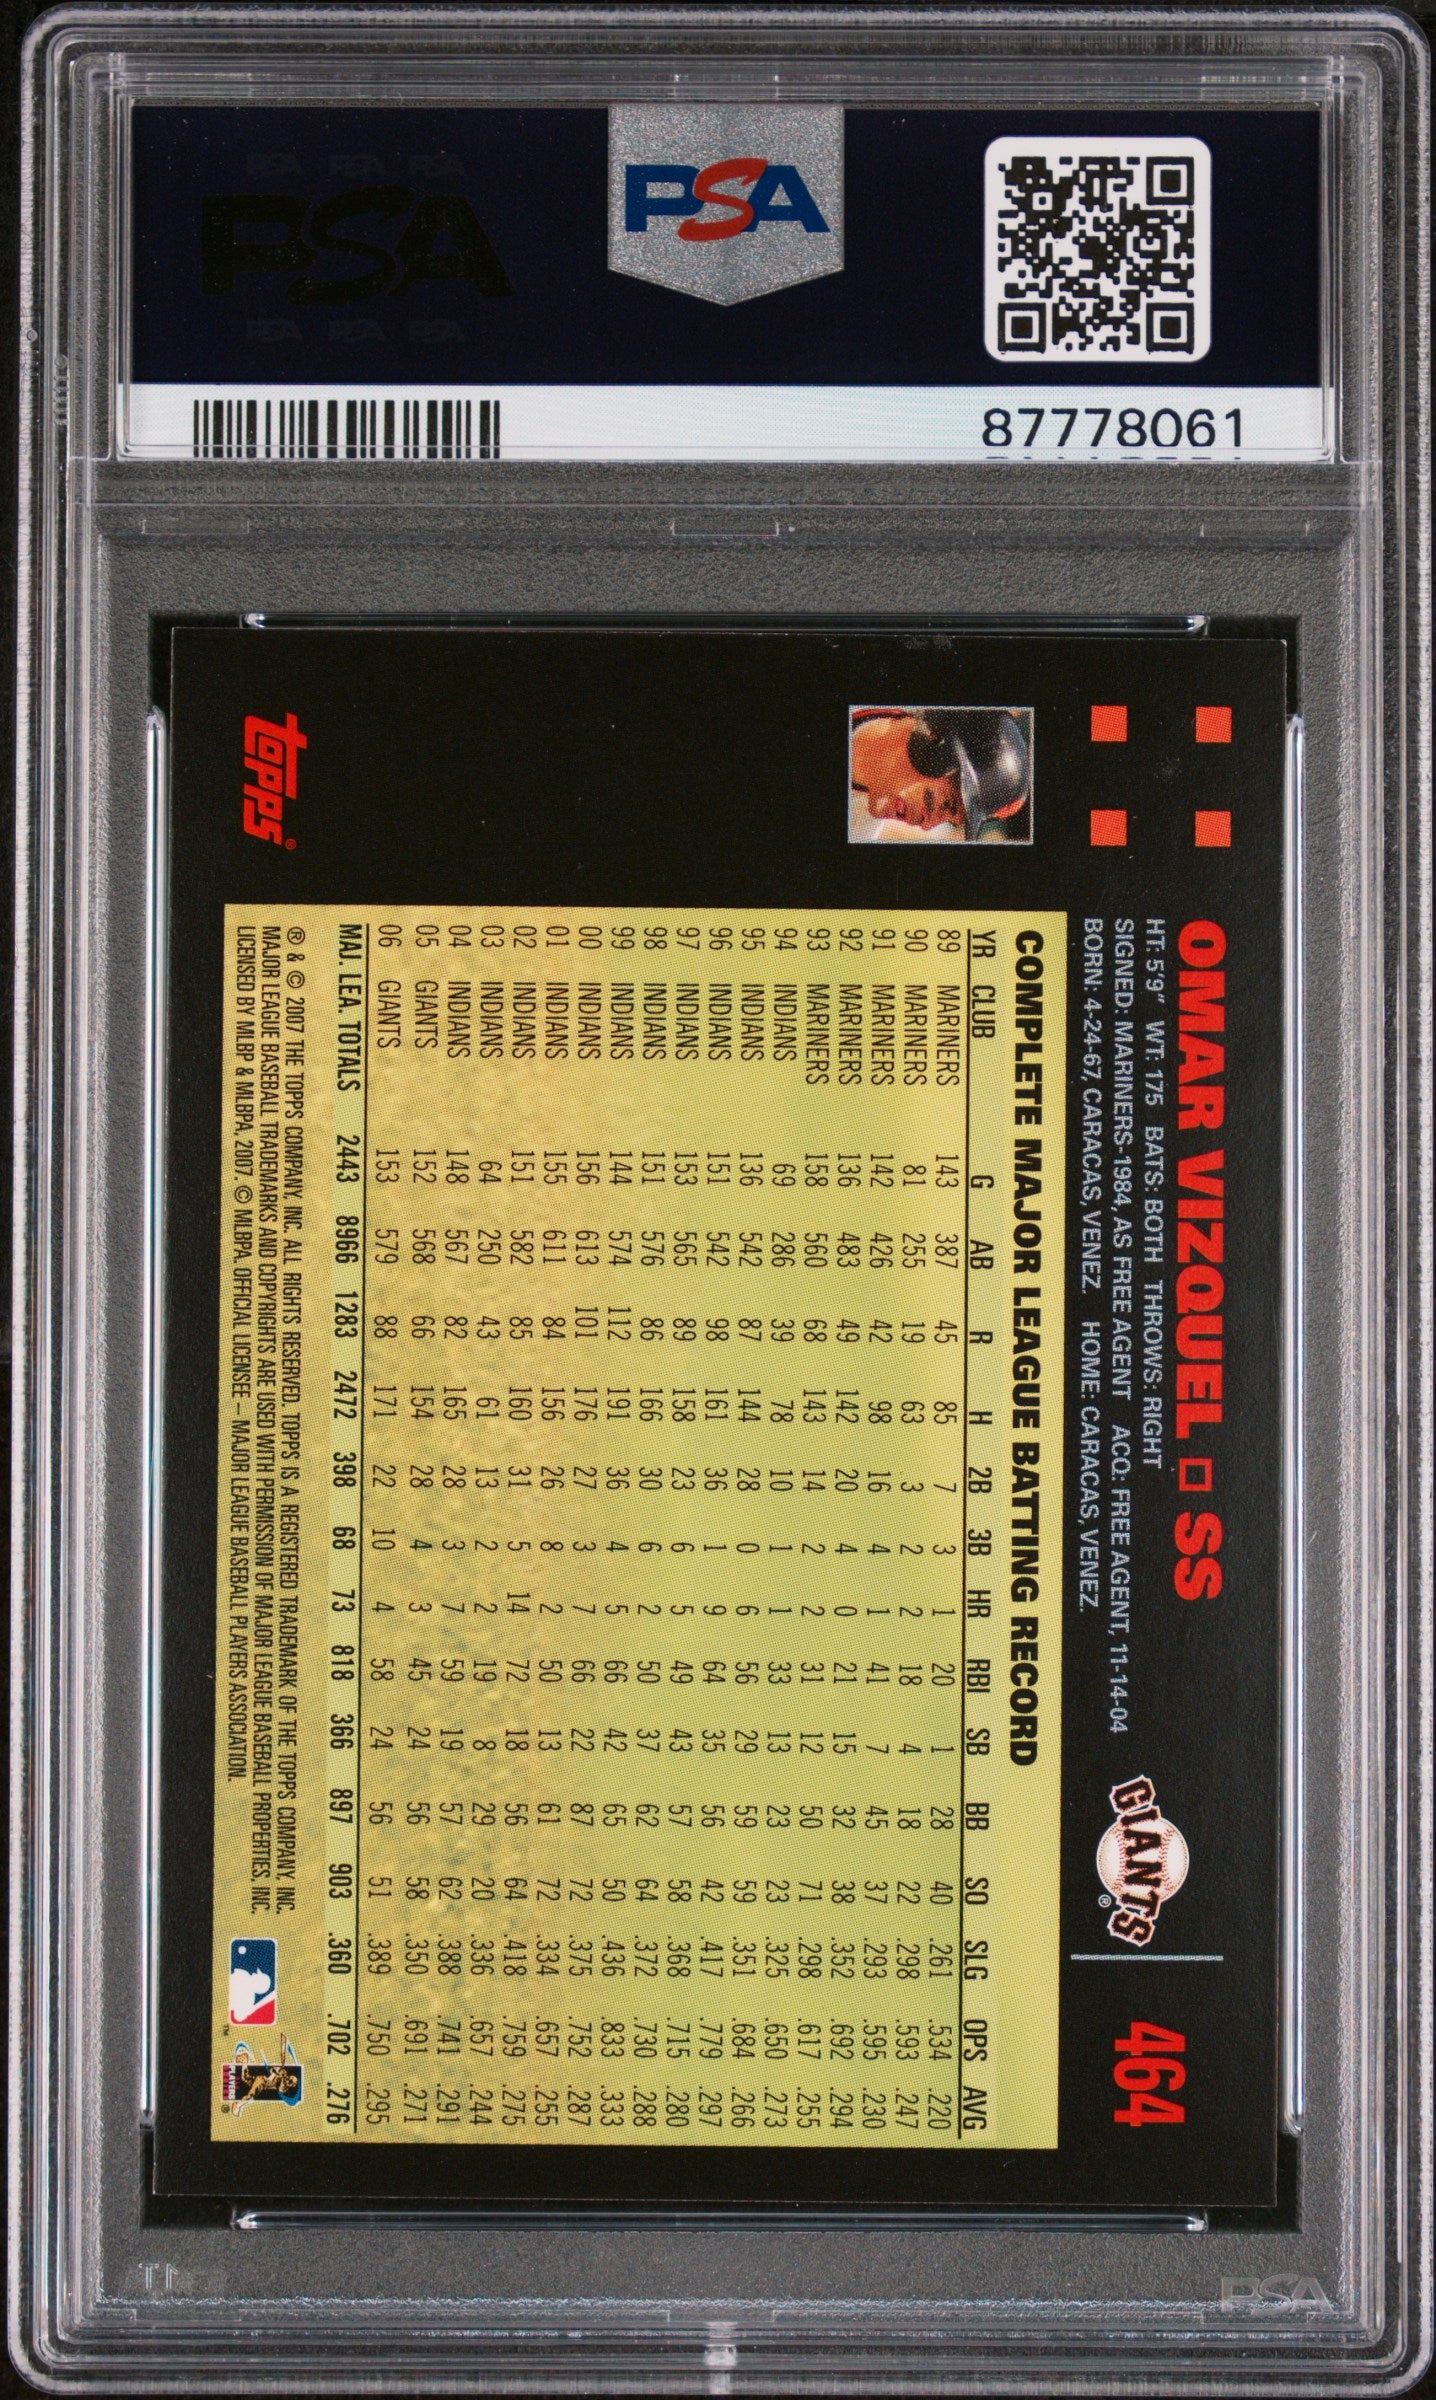 PSA PSA PSA
PSA
PSA PSA PSA
PSA
87778061
OMAR VIZQUEL □ SS
HT: 5'9" WT: 175 BATS: BOTH THROWS: RIGHT
SIGNED: MARINERS-1984, AS FREE AGENT ACQ: FREE AGENT, 11-14-04
BORN: 4-24-67, CARACAS, VENEZ. HOME: CARACAS, VENEZ.
GIANTS ®
464
COMPLETE MAJOR LEAGUE BATTING RECORD
YR CLUB G AB R H 2B 3B HR RBI SB BB SO SLG OPS AVG
89 MARINERS 143 387 45 85 7 3 1 20 1 28 40 .261 .534 .220
90 MARINERS 81 255 19 63 3 2 2 18 4 18 22 .298 .593 .247
91 MARINERS 142 426 42 98 16 4 1 41 7 45 37 .293 .595 .230
92 MARINERS 136 483 49 142 20 4 0 21 15 32 38 .352 .692 .294
93 MARINERS 158 560 68 143 14 2 2 31 12 50 71 .298 .617 .255
94 INDIANS 69 286 39 78 10 1 1 33 13 23 23 .325 .650 .273
95 INDIANS 136 542 87 144 28 0 6 56 29 59 59 .351 .684 .266
96 INDIANS 151 542 98 161 36 1 9 64 35 56 42 .417 .779 .297
97 INDIANS 153 565 89 158 23 6 5 49 43 57 58 .368 .715 .280
98 INDIANS 151 576 86 166 30 6 2 50 37 62 64 .372 .730 .288
99 INDIANS 144 574 112 191 36 4 5 66 42 65 50 .436 .833 .333
00 INDIANS 156 613 101 176 27 3 7 66 22 87 72 .375 .752 .287
01 INDIANS 155 611 84 156 26 8 2 50 13 61 72 .334 .657 .255
02 INDIANS 151 582 85 160 31 5 14 72 18 56 64 .418 .759 .275
03 INDIANS 64 250 43 61 13 2 2 19 8 29 20 .336 .657 .244
04 INDIANS 148 567 82 165 28 3 7 59 19 57 62 .388 .741 .291
05 GIANTS 152 568 66 154 28 4 3 45 24 56 58 .350 .691 .271
06 GIANTS 153 579 88 171 22 10 4 58 24 56 51 .389 .750 .295
MAJ. LEA. TOTALS 2443 8966 1283 2472 398 68 73 818 366 897 903 .360 .702 .276
® & © 2007 THE TOPPS COMPANY, INC. ALL RIGHTS RESERVED. TOPPS IS A REGISTERED TRADEMARK OF THE TOPPS COMPANY, INC.
MAJOR LEAGUE BASEBALL TRADEMARKS AND COPYRIGHTS ARE USED WITH PERMISSION OF MAJOR LEAGUE BASEBALL PROPERTIES, INC.
LICENSED BY MLBP & MLBPA, 2007. © MLBPA. OFFICIAL LICENSEE – MAJOR LEAGUE BASEBALL PLAYERS ASSOCIATION.
topps®
PSA